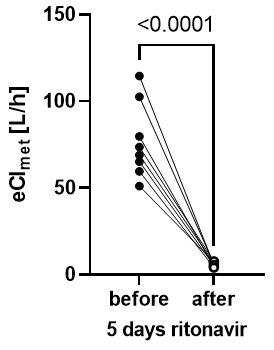 <0.0001
150
100
50
0
eCl_met [L/h]
before after
5 days ritonavir